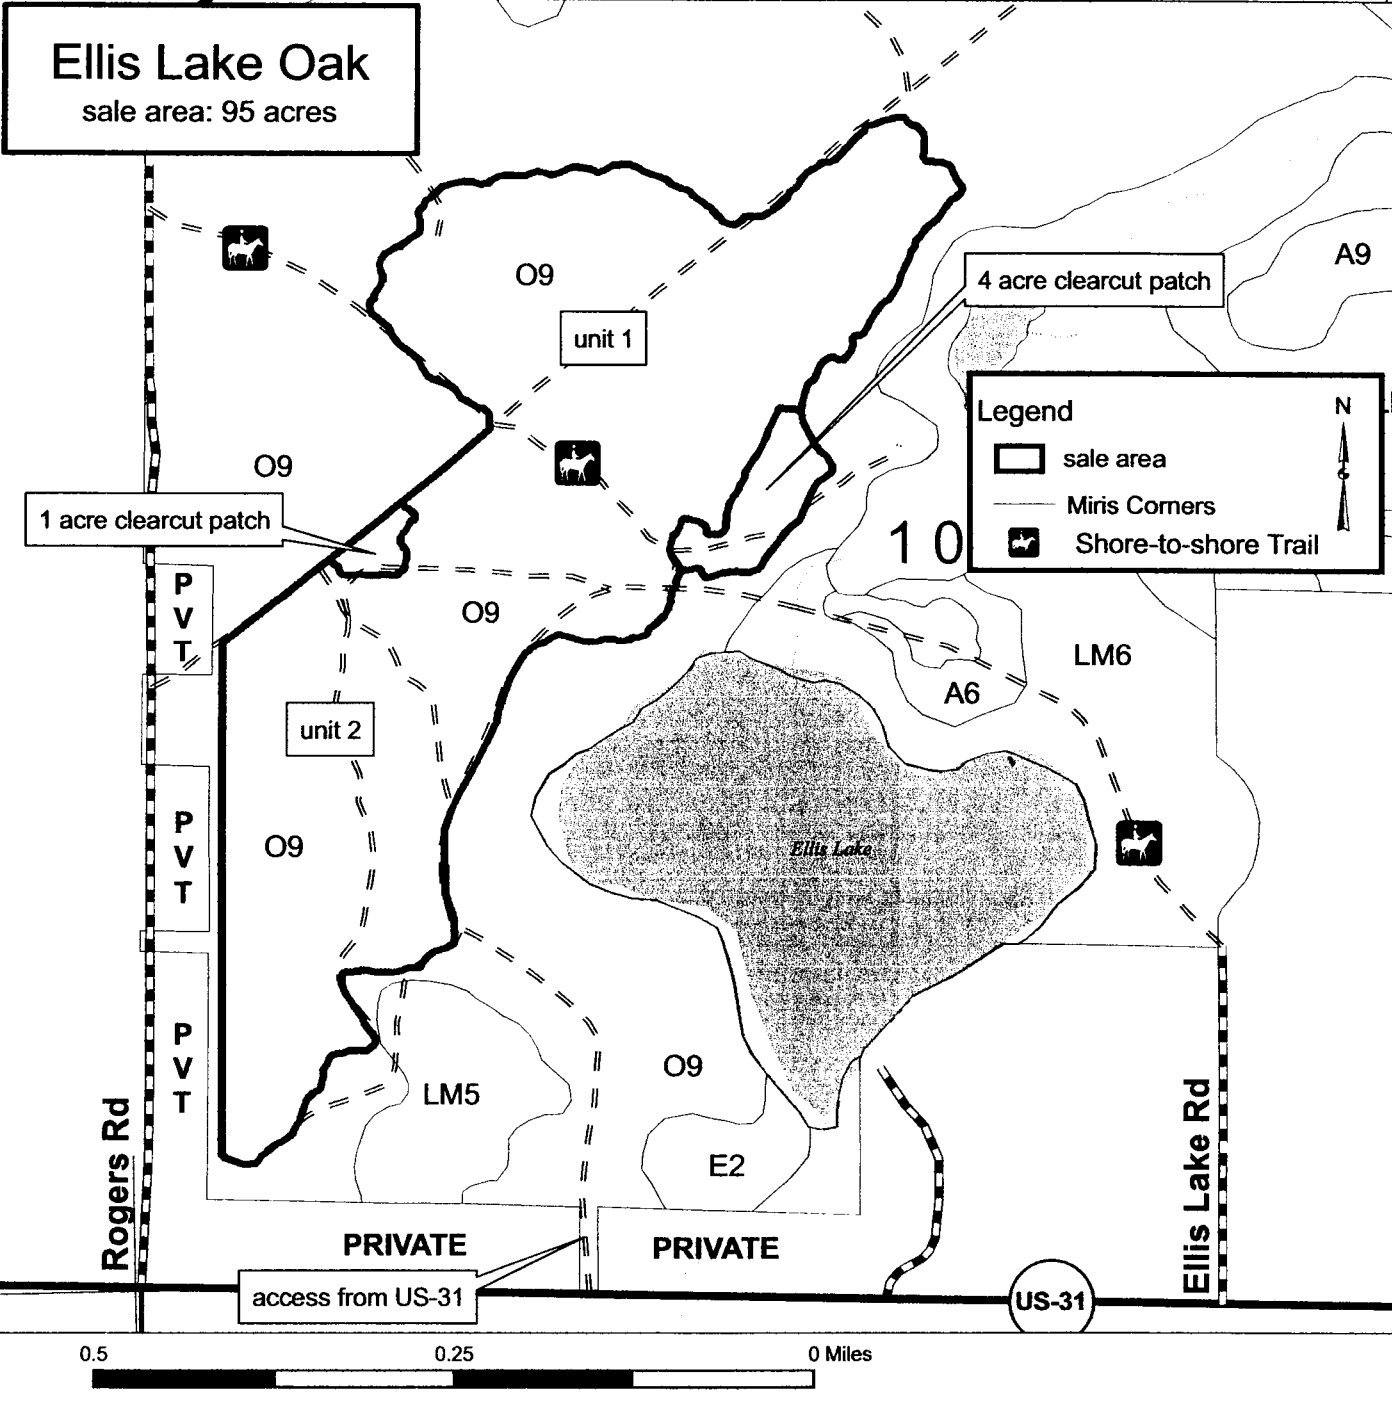 Ellis Lake Oak
sale area: 95 acres
O9
unit 1
4 acre clearcut patch
A9
Legend
N
sale area
Miris Corners
Shore-to-shore Trail
O9
1 acre clearcut patch
10
P
V
T
O9
LM6
A6
unit 2
O9
P
V
T
Ellis Lake
P
V
T
LM5
O9
E2
Rogers Rd
Ellis Lake Rd
PRIVATE
PRIVATE
access from US-31
US-31
0.5
0.25
0 Miles